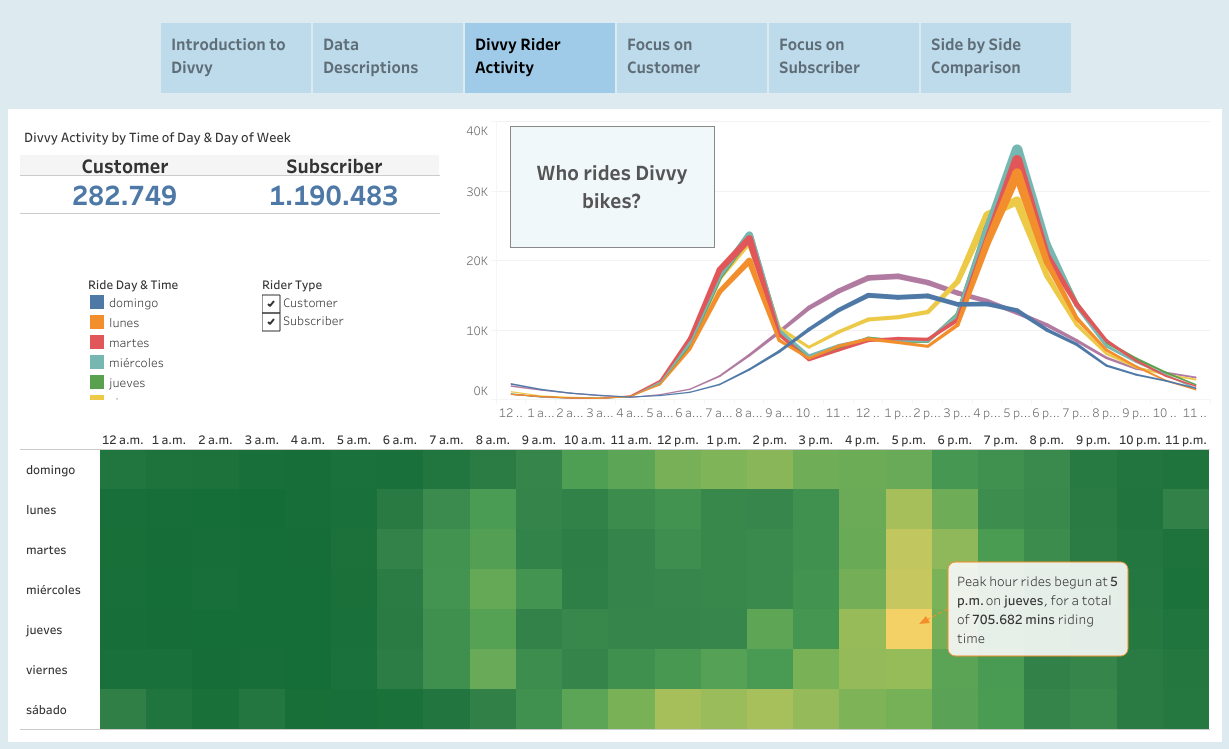 Introduction to
Divvy
Data
Descriptions
Divvy Rider
Activity
Focus on
Customer
Focus on
Subscriber
Side by Side
Comparison
Divvy Activity by Time of Day & Day of Week
Customer Subscriber
282.749 1.190.483
Ride Day & Time
domingo
lunes
martes
miércoles
jueves
Rider Type
Customer
Subscriber
Who rides Divvy
bikes?
40K
30K
20K
10K
0K
12 .. 1 a... 2 a... 3 a... 4 a... 5 a... 6 a... 7 a... 8 a... 9 a... 10 .. 11 .. 12 .. 1 p... 2 p... 3 p... 4 p... 5 p... 6 p... 7 p... 8 p... 9 p... 10 .. 11 ..
12 a.m. 1 a.m. 2 a.m. 3 a.m. 4 a.m. 5 a.m. 6 a.m. 7 a.m. 8 a.m. 9 a.m. 10 a.m. 11 a.m. 12 p.m. 1 p.m. 2 p.m. 3 p.m. 4 p.m. 5 p.m. 6 p.m. 7 p.m. 8 p.m. 9 p.m. 10 p.m. 11 p.m.
domingo
lunes
martes
miércoles
jueves
viernes
sábado
Peak hour rides begun at 5
p.m. on jueves, for a total
of 705.682 mins riding
time